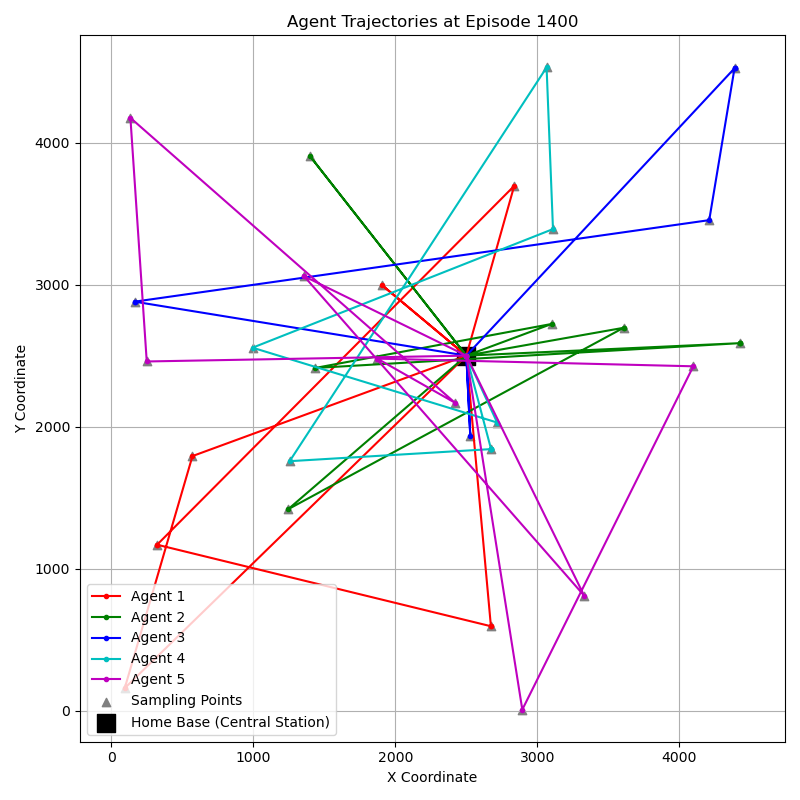 Agent Trajectories at Episode 1400
Y Coordinate
4000
3000
2000
1000
0
Agent 1
Agent 2
Agent 3
Agent 4
Agent 5
Sampling Points
Home Base (Central Station)
0 1000 2000 3000 4000
X Coordinate